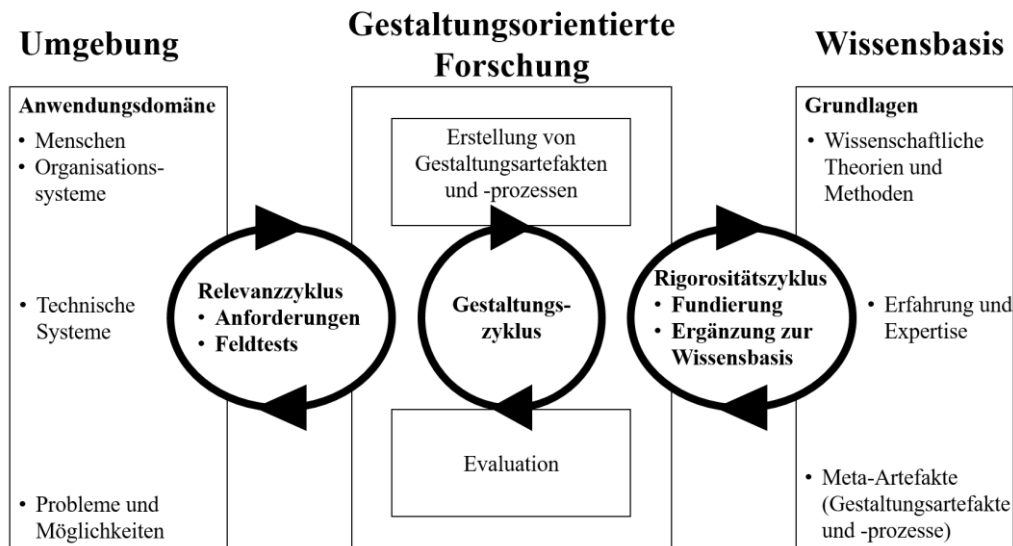 Umgebung
Gestaltungsorientierte
Forschung
Wissensbasis
Anwendungsdomäne
• Menschen
• Organisations-
systeme
• Technische
Systeme
• Probleme und
Möglichkeiten
Relevanzzyklus
• Anforderungen
• Feldtests
Erstellung von
Gestaltungsartefakten
und -prozessen
Gestaltungs-
zyklus
Evaluation
Rigorositätszyklus
• Fundierung
• Ergänzung zur
Wissensbasis
Grundlagen
• Wissenschaftliche
Theorien und
Methoden
• Erfahrung und
Expertise
• Meta-Artefakte
(Gestaltungsartefakte
und -prozesse)